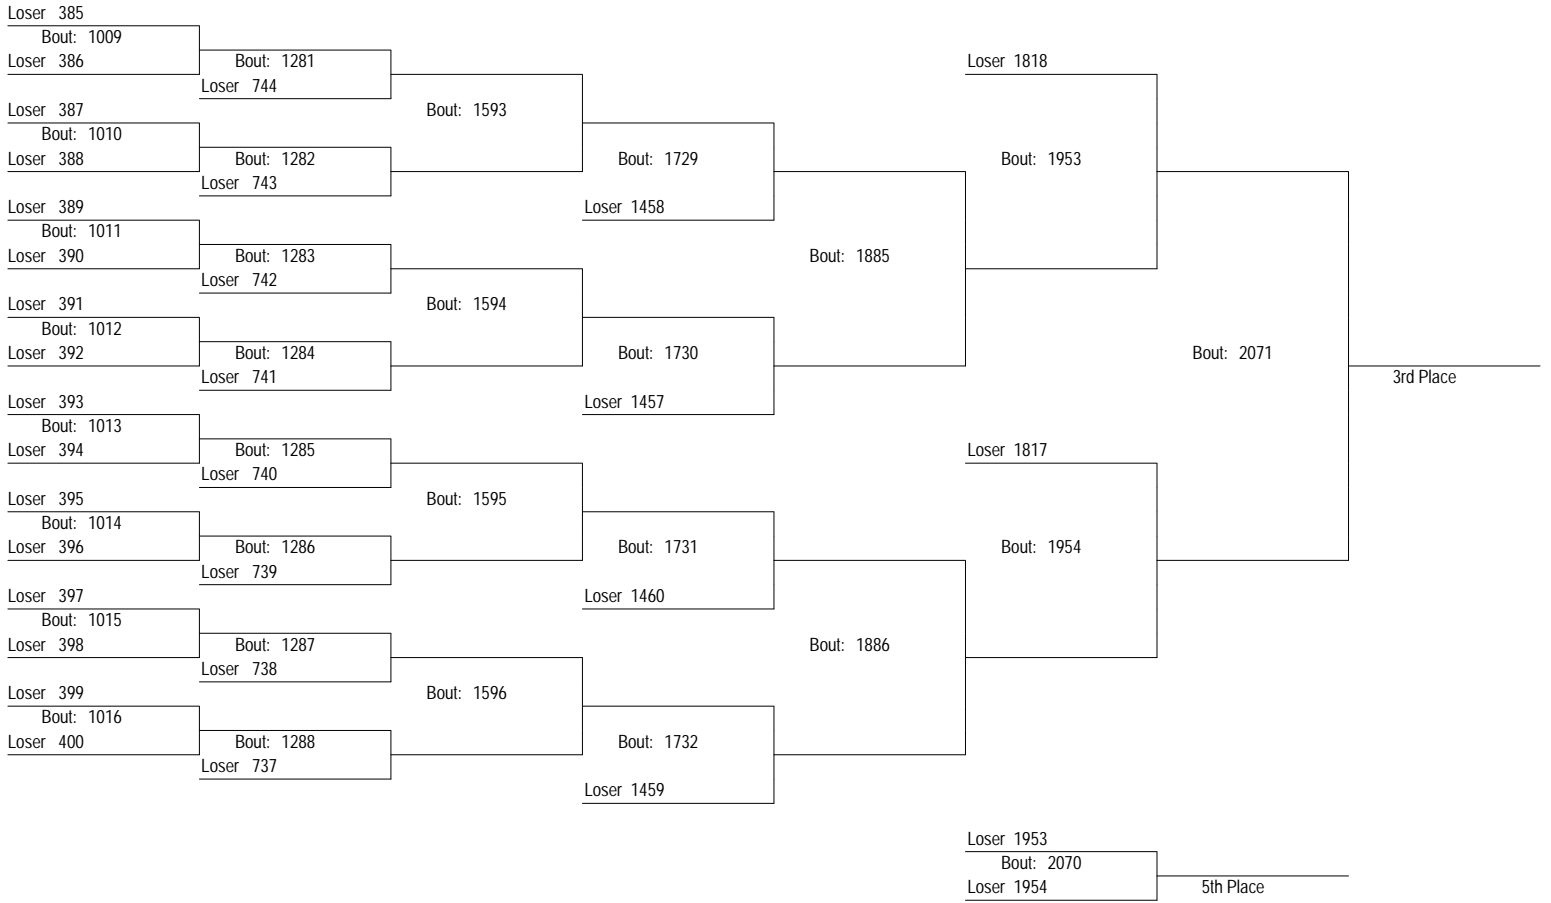 Loser 385
Bout: 1009
Loser 386
Bout: 1281
Loser 1818
Loser 744
Loser 387
Bout: 1593
Bout: 1010
Loser 388
Bout: 1282
Bout: 1729
Bout: 1953
Loser 743
Loser 389
Loser 1458
Bout: 1011
Loser 390
Bout: 1283
Bout: 1885
Loser 742
Loser 391
Bout: 1594
Bout: 1012
Loser 392
Bout: 1284
Bout: 1730
Bout: 2071
Loser 741
3rd Place
Loser 393
Loser 1457
Bout: 1013
Loser 394
Bout: 1285
Loser 1817
Loser 740
Loser 395
Bout: 1595
Bout: 1014
Loser 396
Bout: 1286
Bout: 1731
Bout: 1954
Loser 739
Loser 397
Loser 1460
Bout: 1015
Loser 398
Bout: 1287
Bout: 1886
Loser 738
Loser 399
Bout: 1596
Bout: 1016
Loser 400
Bout: 1288
Bout: 1732
Loser 737
Loser 1459
Loser 1953
Bout: 2070
Loser 1954
5th Place